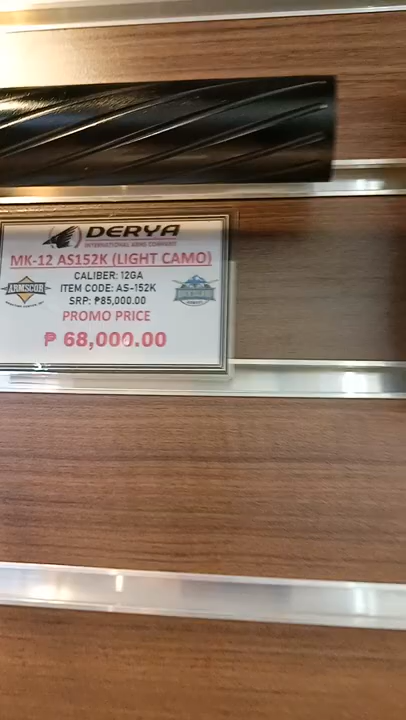 DERYA
INTERNATIONAL ARMS COMPANY
MK-12 AS152K (LIGHT CAMO)
CALIBER: 12GA
ITEM CODE: AS-152K
SRP: ₱85,000.00
ARMSCOR
PROMO PRICE
₱ 68,000.00